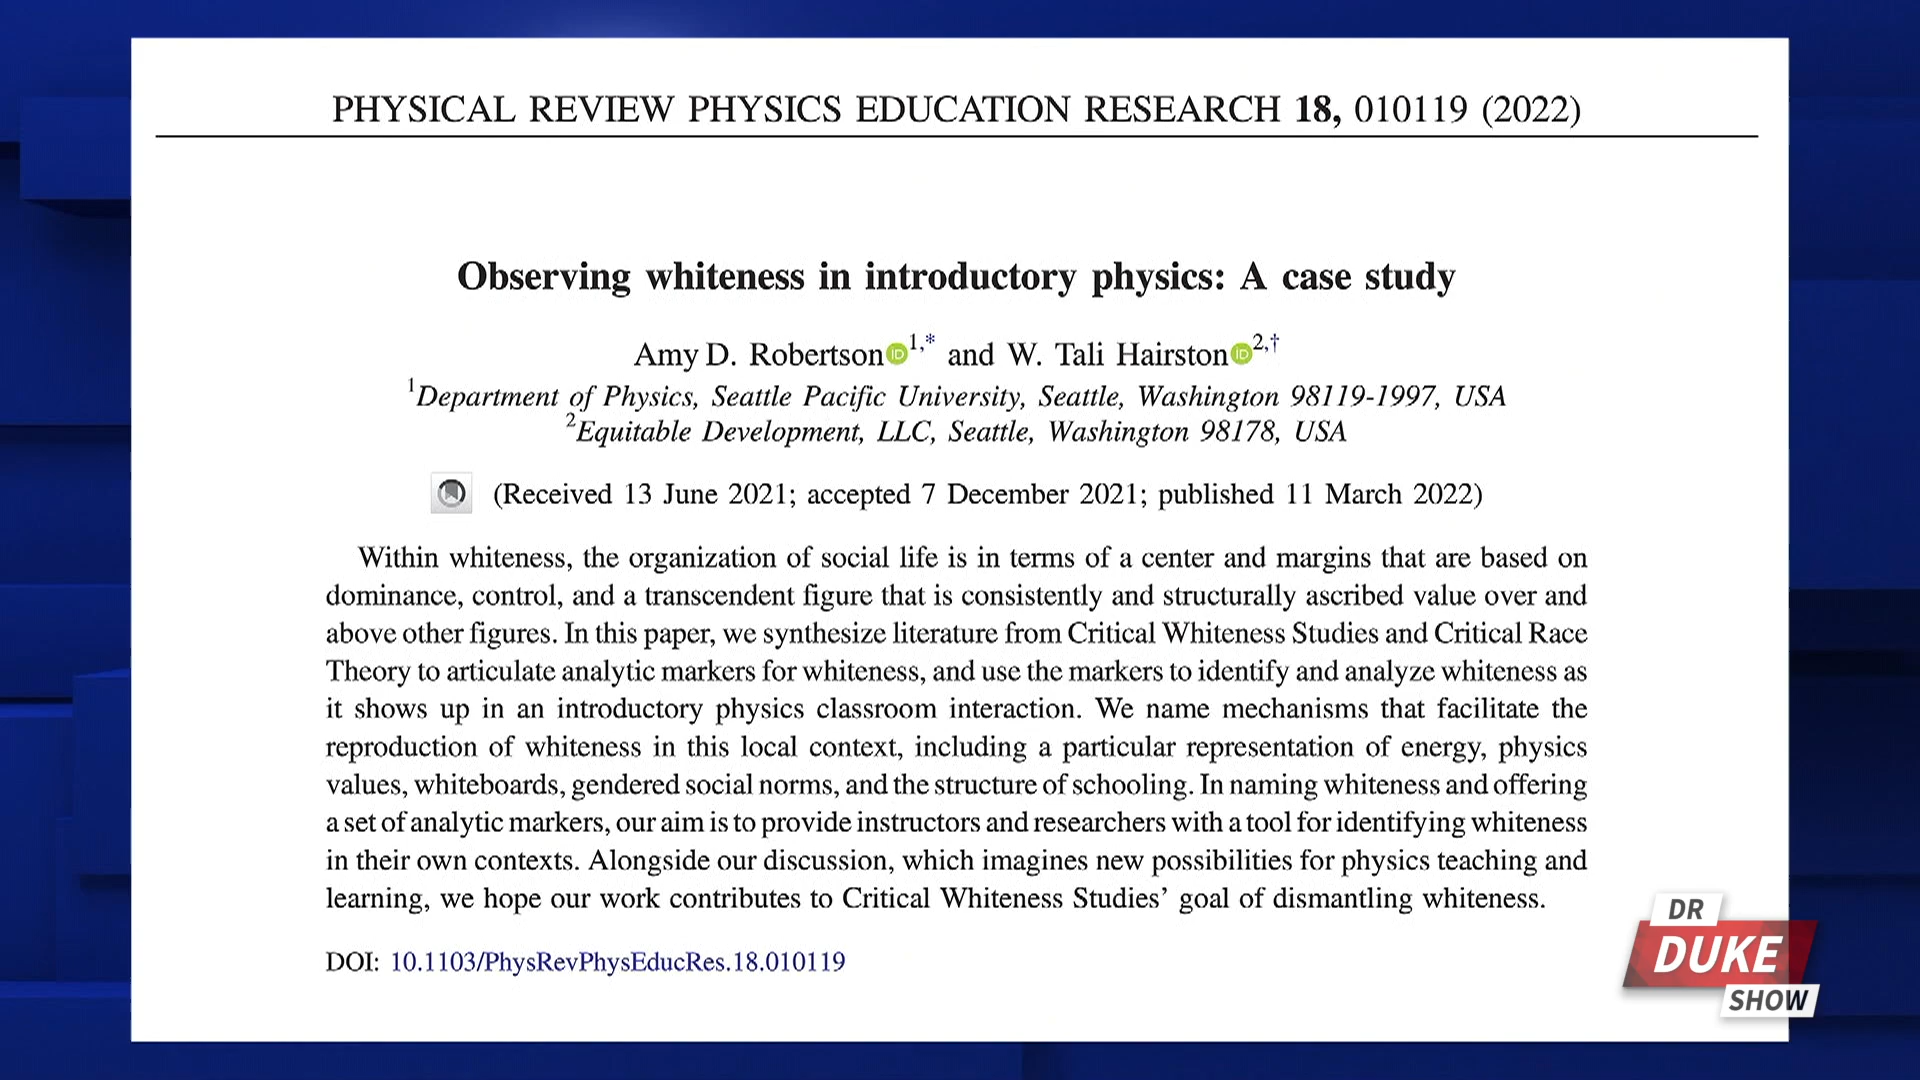 PHYSICAL REVIEW PHYSICS EDUCATION RESEARCH 18, 010119 (2022)
Observing whiteness in introductory physics: A case study
Amy D. Robertson iD 1,* and W. Tali Hairston iD 2,†
1Department of Physics, Seattle Pacific University, Seattle, Washington 98119-1997, USA
2Equitable Development, LLC, Seattle, Washington 98178, USA
(Received 13 June 2021; accepted 7 December 2021; published 11 March 2022)
Within whiteness, the organization of social life is in terms of a center and margins that are based on
dominance, control, and a transcendent figure that is consistently and structurally ascribed value over and
above other figures. In this paper, we synthesize literature from Critical Whiteness Studies and Critical Race
Theory to articulate analytic markers for whiteness, and use the markers to identify and analyze whiteness as
it shows up in an introductory physics classroom interaction. We name mechanisms that facilitate the
reproduction of whiteness in this local context, including a particular representation of energy, physics
values, whiteboards, gendered social norms, and the structure of schooling. In naming whiteness and offering
a set of analytic markers, our aim is to provide instructors and researchers with a tool for identifying whiteness
in their own contexts. Alongside our discussion, which imagines new possibilities for physics teaching and
learning, we hope our work contributes to Critical Whiteness Studies’ goal of dismantling whiteness.
DOI: 10.1103/PhysRevPhysEducRes.18.010119
DR
DUKE
SHOW